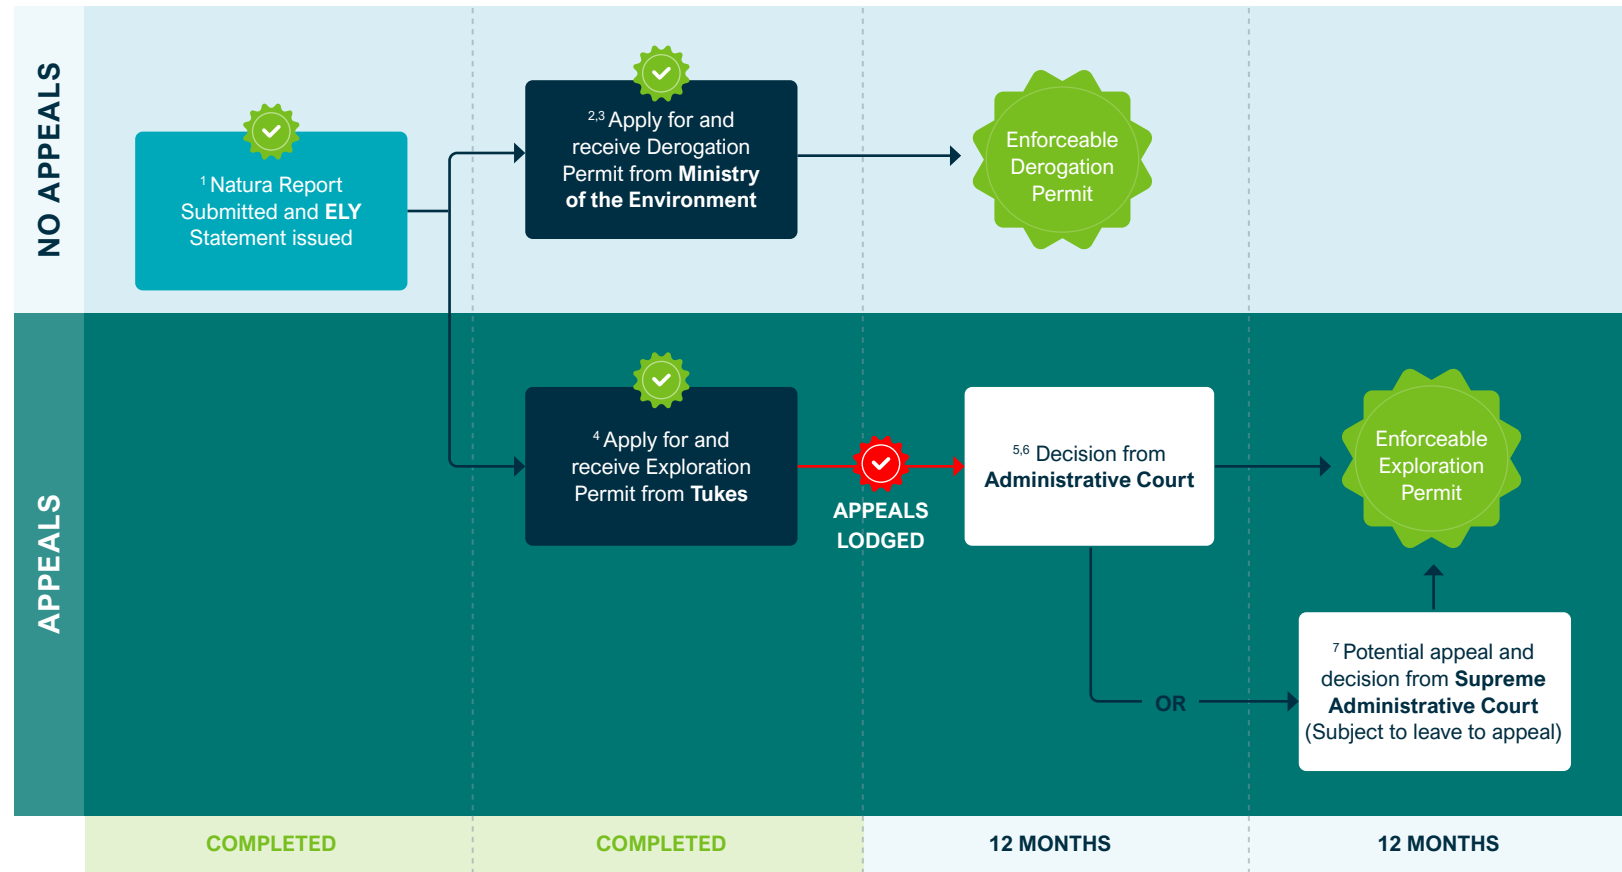 NO APPEALS
1 Natura Report
Submitted and ELY
Statement issued
2,3 Apply for and
receive Derogation
Permit from Ministry
of the Environment
Enforceable
Derogation
Permit
APPEALS
4 Apply for and
receive Exploration
Permit from Tukes
APPEALS
LODGED
5,6 Decision from
Administrative Court
Enforceable
Exploration
Permit
OR
7 Potential appeal and
decision from Supreme
Administrative Court
(Subject to leave to appeal)
COMPLETED
COMPLETED
12 MONTHS
12 MONTHS